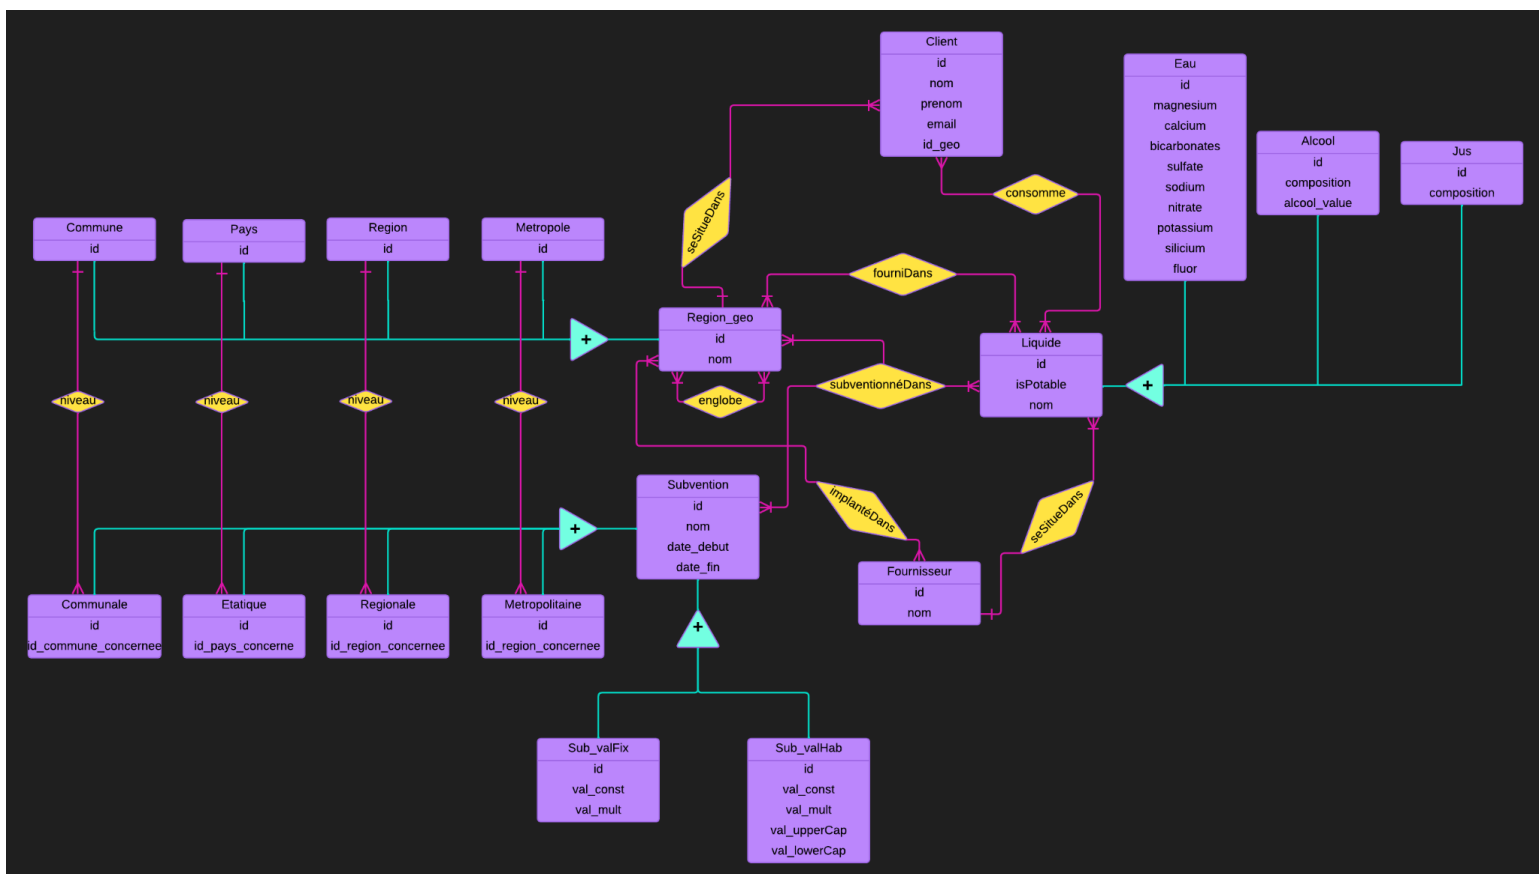 Client
id
nom
prenom
email
id_geo
Eau
id
magnesium
calcium
bicarbonates
sulfate
sodium
nitrate
potassium
silicium
fluor
Alcool
id
composition
alcool_value
Jus
id
composition
consomme
seSitueDans
Commune
id
Pays
id
Region
id
Metropole
id
fourniDans
Region_geo
id
nom
+
Liquide
id
isPotable
nom
+
niveau
niveau
niveau
niveau
englobe
subventionnéDans
Subvention
id
nom
date_debut
date_fin
+
implantéDans
seSitueDans
Fournisseur
id
nom
Communale
id
id_commune_concernee
Etatique
id
id_pays_concerne
Regionale
id
id_region_concernee
Metropolitaine
id
id_region_concernee
+
Sub_valFix
id
val_const
val_mult
Sub_valHab
id
val_const
val_mult
val_upperCap
val_lowerCap